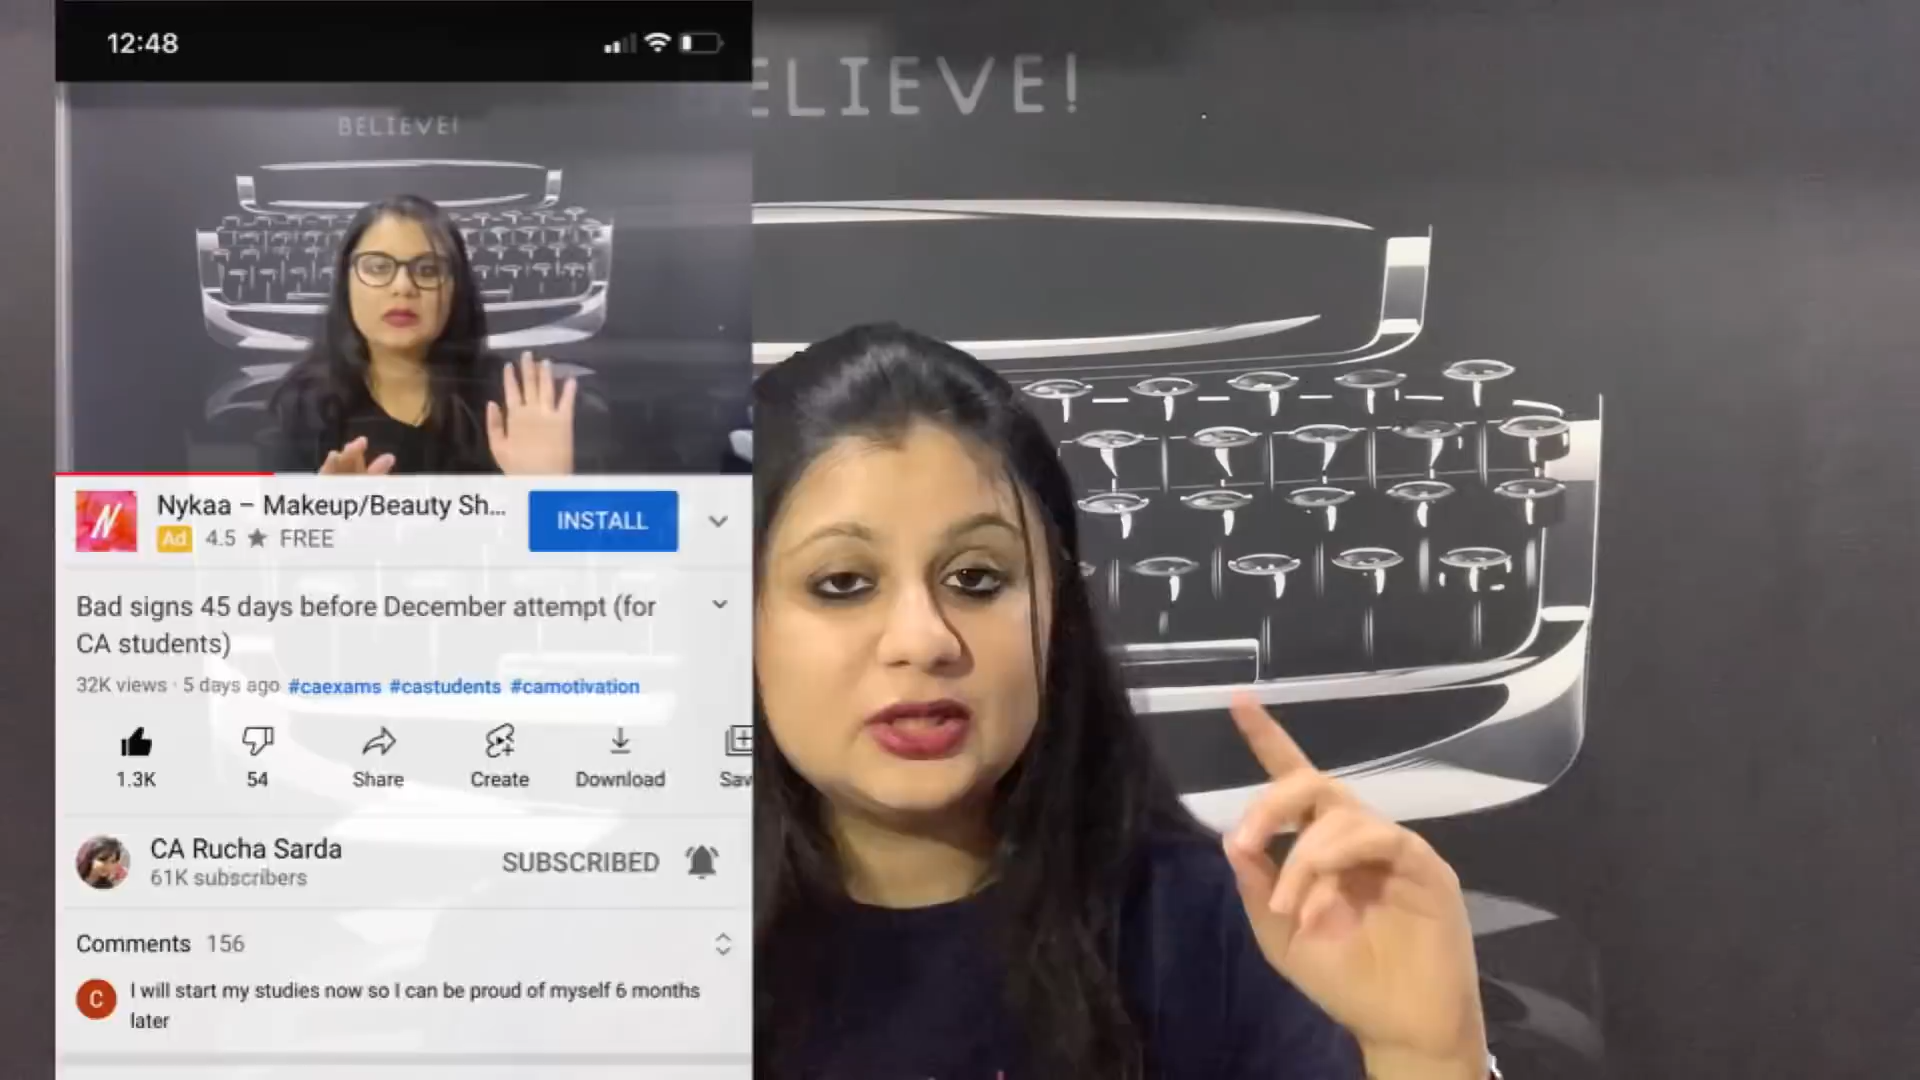 12:48
BELIEVE!
ELIEVE!
Nykaa – Makeup/Beauty Sh...
INSTALL
Ad 4.5 ★ FREE
Bad signs 45 days before December attempt (for
CA students)
32K views · 5 days ago #caexams #castudents #camotivation
1.3K
54
Share
Create
Download
Sav
CA Rucha Sarda
61K subscribers
SUBSCRIBED
Comments 156
C
I will start my studies now so I can be proud of myself 6 months
later